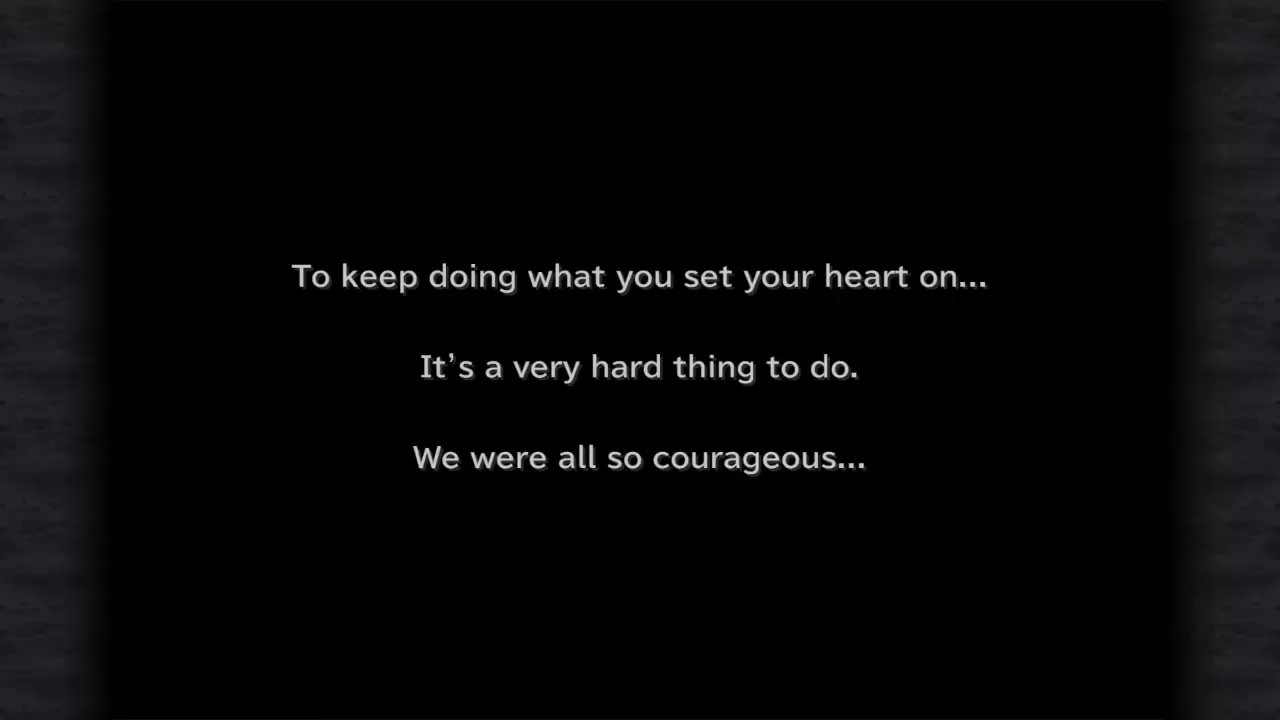 To keep doing what you set your heart on...
It's a very hard thing to do.
We were all so courageous...